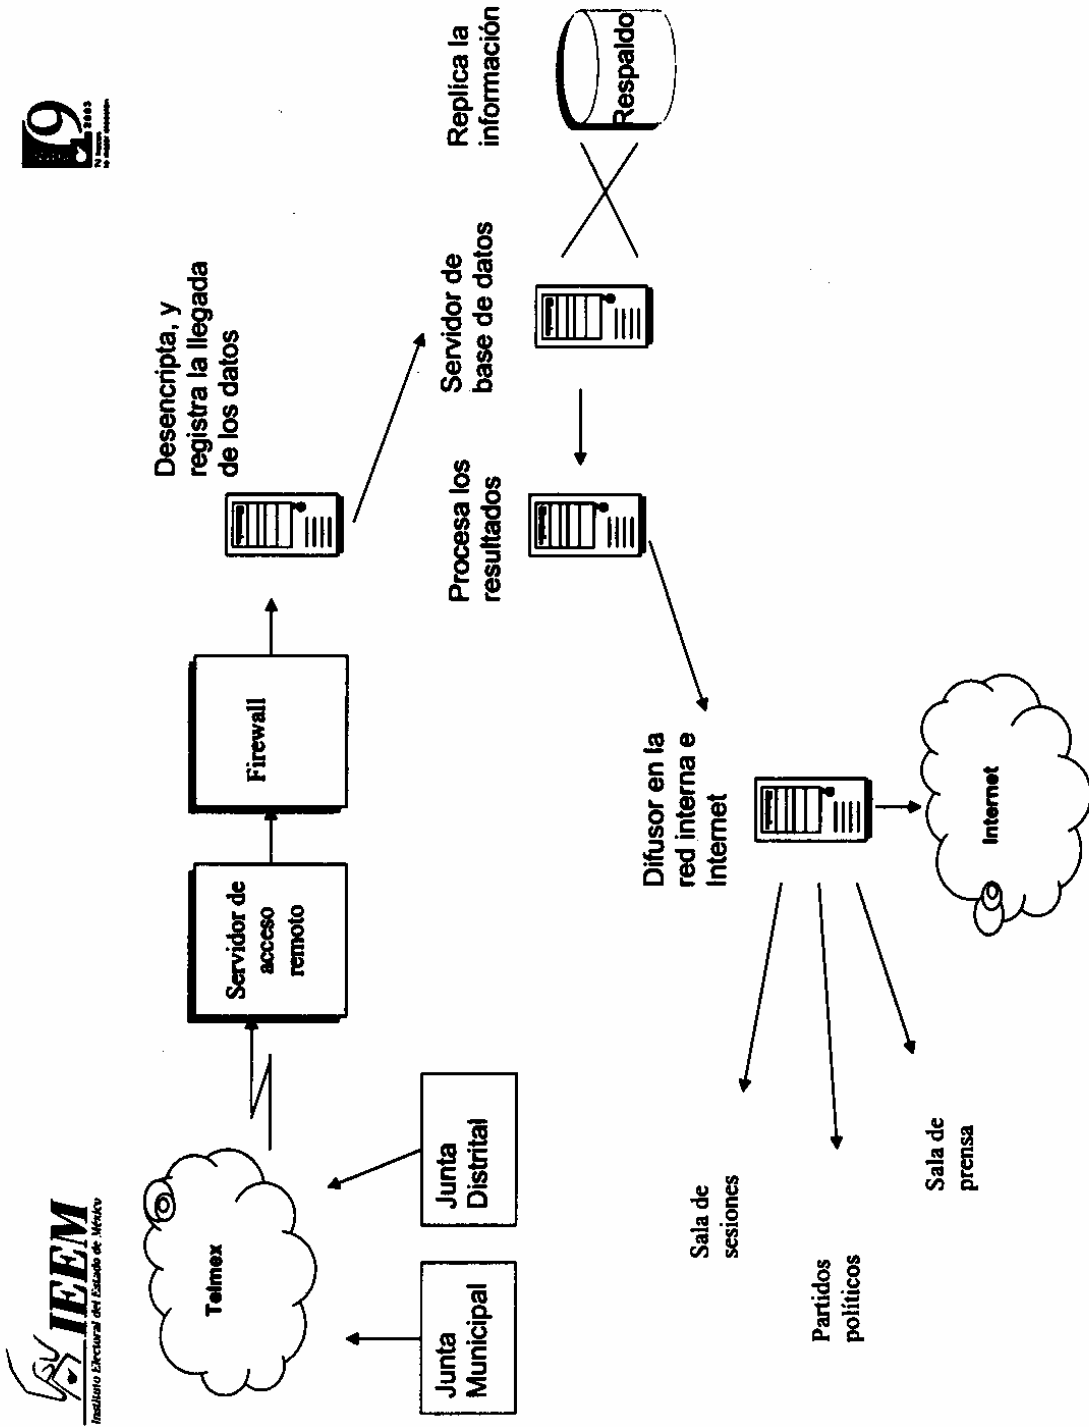 IEEM
Instituto Electoral del Estado de México
9
2003
Telmex
Junta
Municipal
Junta
Distrital
Servidor de
acceso
remoto
Firewall
Desencripta, y
registra la llegada
de los datos
Servidor de
base de datos
Replica la
información
Respaldo
Procesa los
resultados
Difusor en la
red interna e
Internet
Internet
Sala de
sesiones
Partidos
políticos
Sala de
prensa